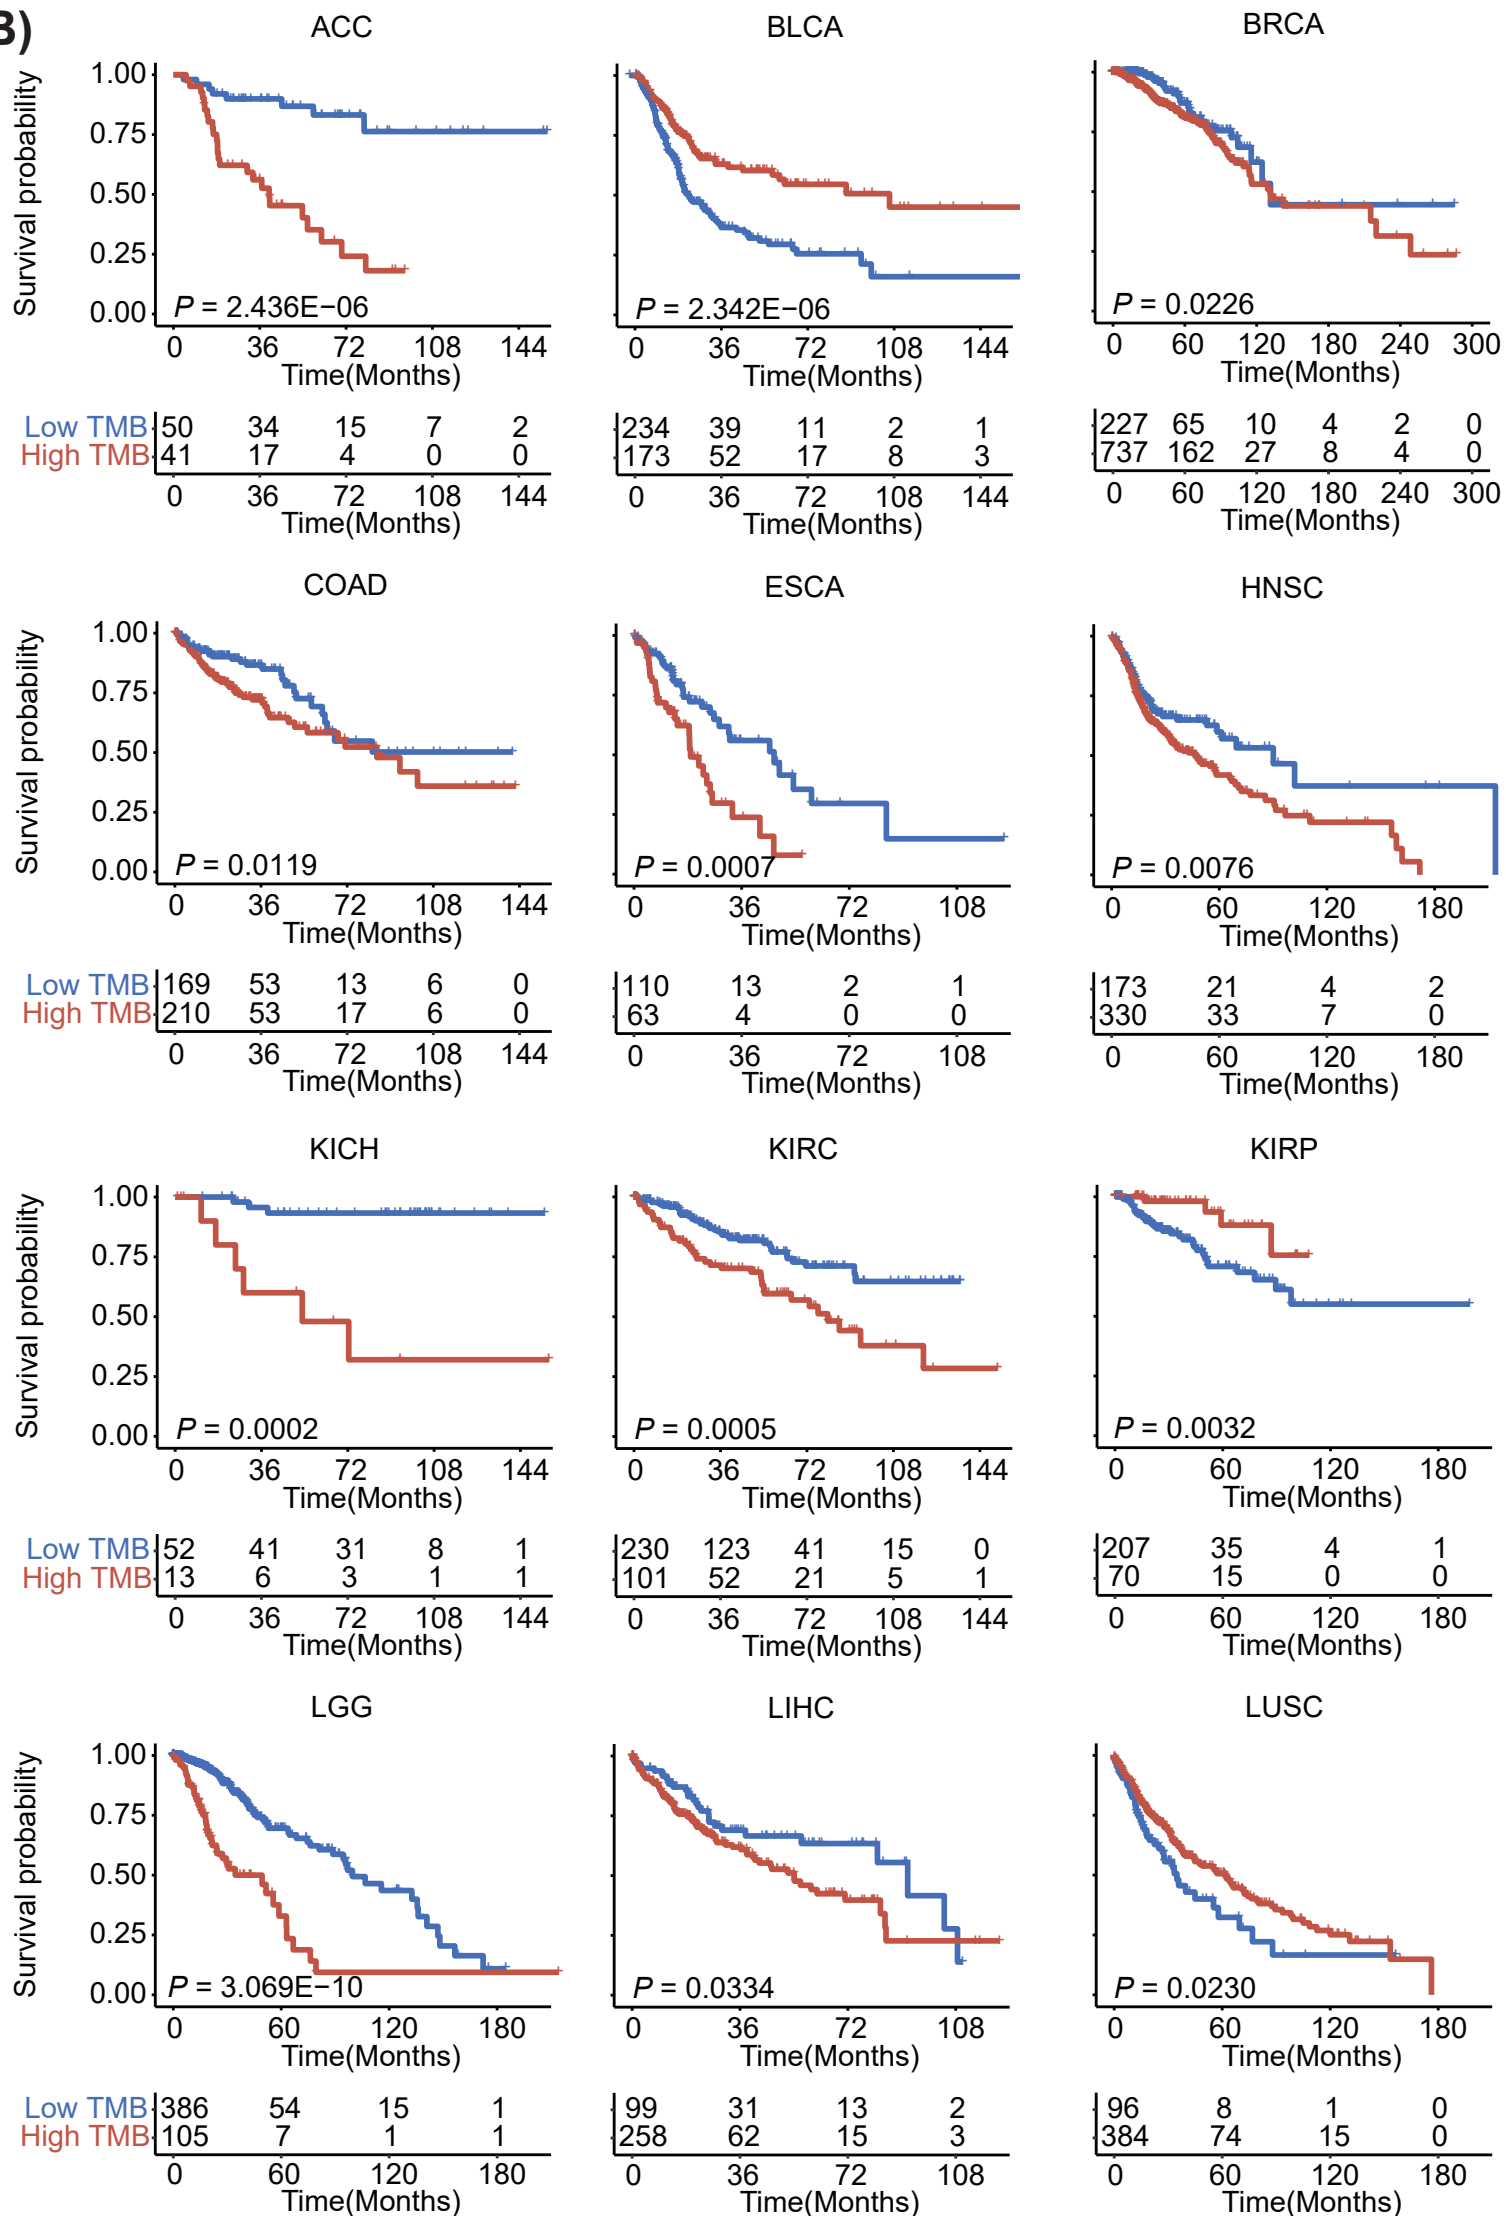 B)
ACC BLCA BRCA
Survival probability
1.00
0.75
0.50
0.25
0.00
P = 2.436E−06 P = 2.342E−06 P = 0.0226
0 36 72 108 144 0 36 72 108 144 0 60 120 180 240 300
Time(Months) Time(Months) Time(Months)
Low TMB 50 34 15 7 2 234 39 11 2 1 227 65 10 4 2 0
High TMB 41 17 4 0 0 173 52 17 8 3 737 162 27 8 4 0
0 36 72 108 144 0 36 72 108 144 0 60 120 180 240 300
Time(Months) Time(Months) Time(Months)
COAD ESCA HNSC
Survival probability
1.00
0.75
0.50
0.25
0.00
P = 0.0119 P = 0.0007 P = 0.0076
0 36 72 108 144 0 36 72 108 0 60 120 180
Time(Months) Time(Months) Time(Months)
Low TMB 169 53 13 6 0 110 13 2 1 173 21 4 2
High TMB 210 53 17 6 0 63 4 0 0 330 33 7 0
0 36 72 108 144 0 36 72 108 0 60 120 180
Time(Months) Time(Months) Time(Months)
KICH KIRC KIRP
Survival probability
1.00
0.75
0.50
0.25
0.00
P = 0.0002 P = 0.0005 P = 0.0032
0 36 72 108 144 0 36 72 108 144 0 60 120 180
Time(Months) Time(Months) Time(Months)
Low TMB 52 41 31 8 1 230 123 41 15 0 207 35 4 1
High TMB 13 6 3 1 1 101 52 21 5 1 70 15 0 0
0 36 72 108 144 0 36 72 108 144 0 60 120 180
Time(Months) Time(Months) Time(Months)
LGG LIHC LUSC
Survival probability
1.00
0.75
0.50
0.25
0.00
P = 3.069E−10 P = 0.0334 P = 0.0230
0 60 120 180 0 36 72 108 0 60 120 180
Time(Months) Time(Months) Time(Months)
Low TMB 386 54 15 1 99 31 13 2 96 8 1 0
High TMB 105 7 1 1 258 62 15 3 384 74 15 0
0 60 120 180 0 36 72 108 0 60 120 180
Time(Months) Time(Months) Time(Months)